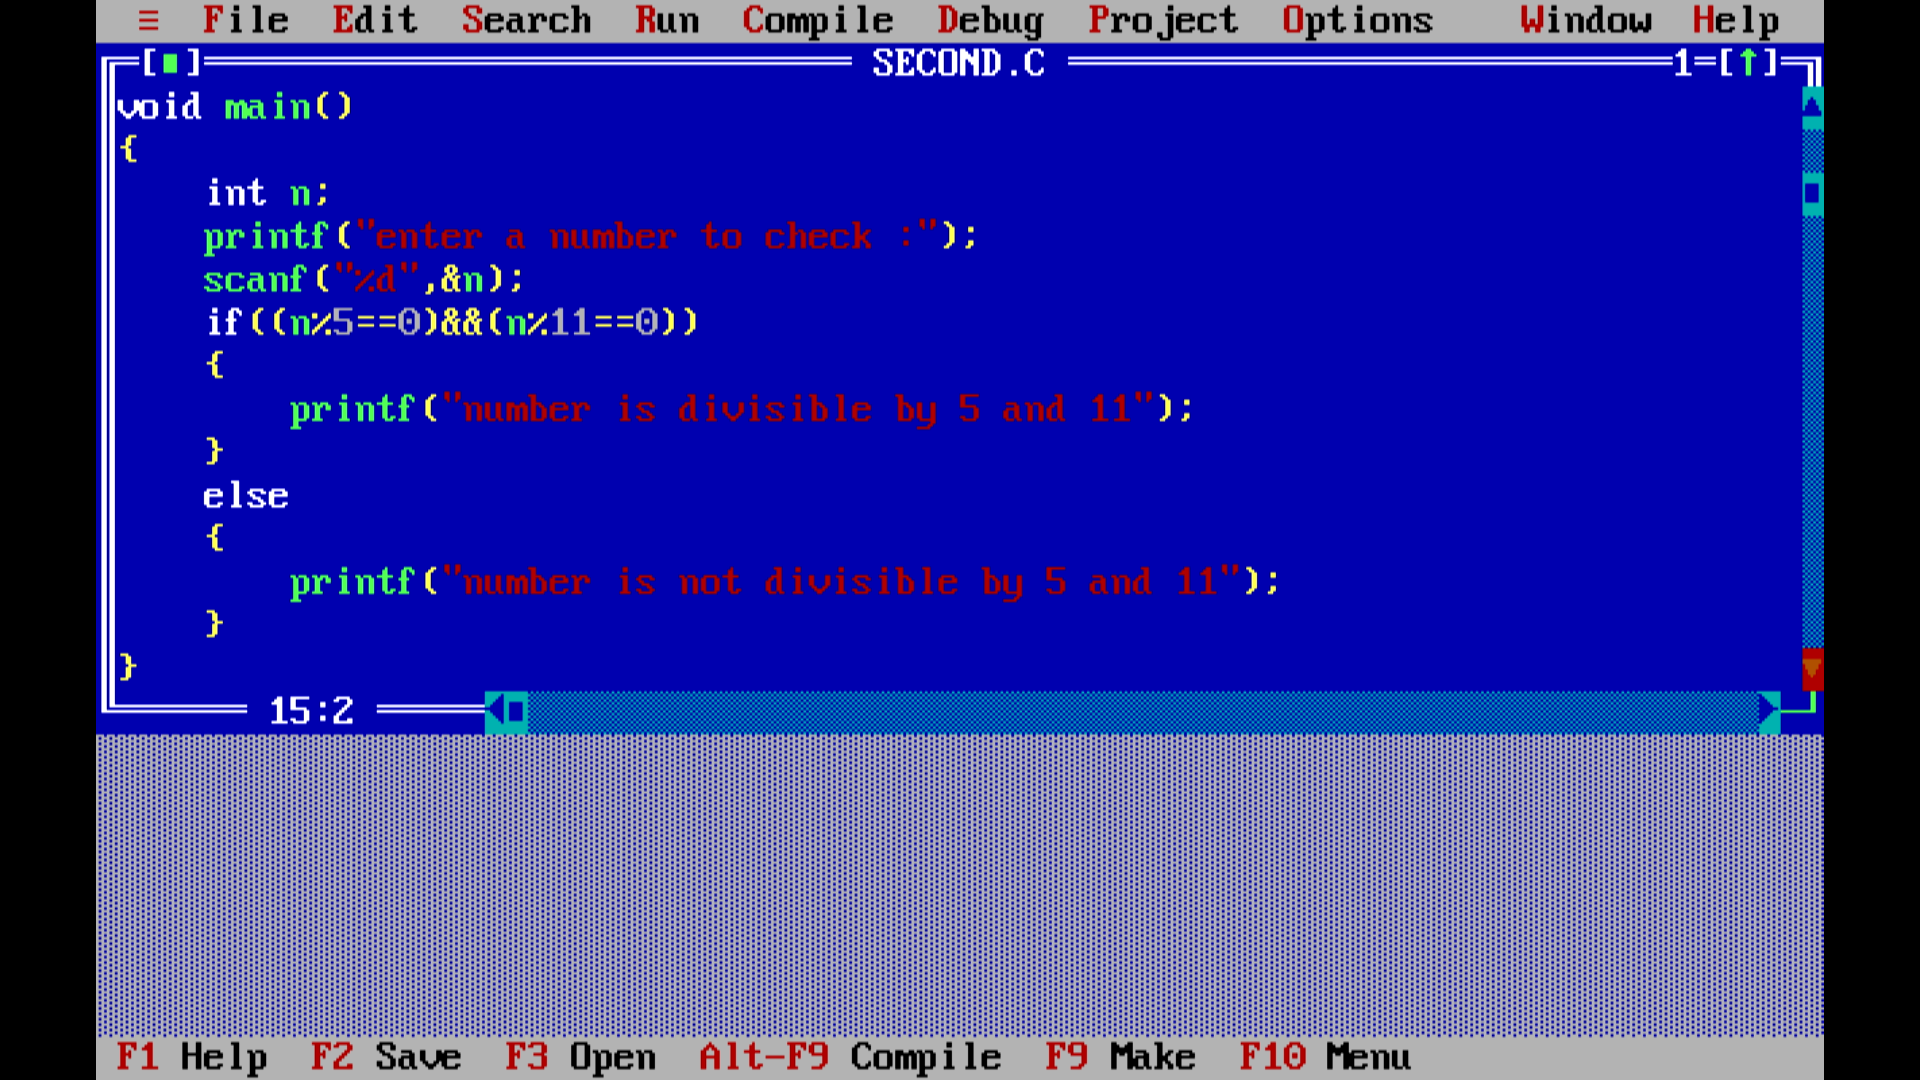 ≡ File Edit Search Run Compile Debug Project Options Window Help
[■] SECOND.C 1=[↑]
void main()
{
int n;
printf("enter a number to check :");
scanf("%d",&n);
if((n%5==0)&&(n%11==0))
{
printf("number is divisible by 5 and 11");
}
else
{
printf("number is not divisible by 5 and 11");
}
}
15:2
F1 Help F2 Save F3 Open Alt-F9 Compile F9 Make F10 Menu